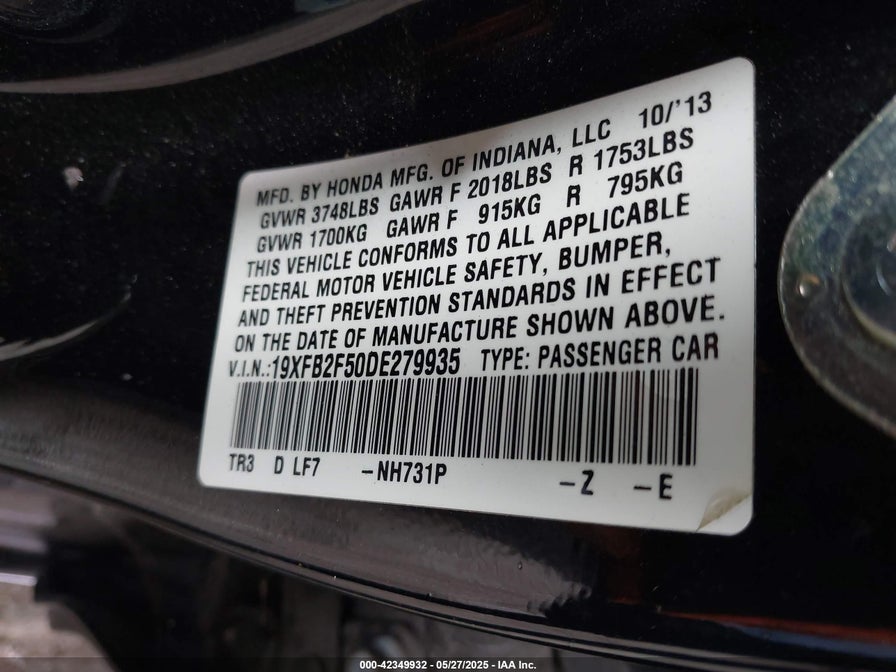 MFD. BY HONDA MFG. OF INDIANA, LLC 10/'13
GVWR 3748LBS GAWR F 2018LBS R 1753LBS
GVWR 1700KG GAWR F 915KG R 795KG
THIS VEHICLE CONFORMS TO ALL APPLICABLE
FEDERAL MOTOR VEHICLE SAFETY, BUMPER,
AND THEFT PREVENTION STANDARDS IN EFFECT
ON THE DATE OF MANUFACTURE SHOWN ABOVE.
V.I.N.:19XFB2F50DE279935 TYPE: PASSENGER CAR
TR3 D LF7 -NH731P -Z -E
000-42349932 - 05/27/2025 - IAA Inc.